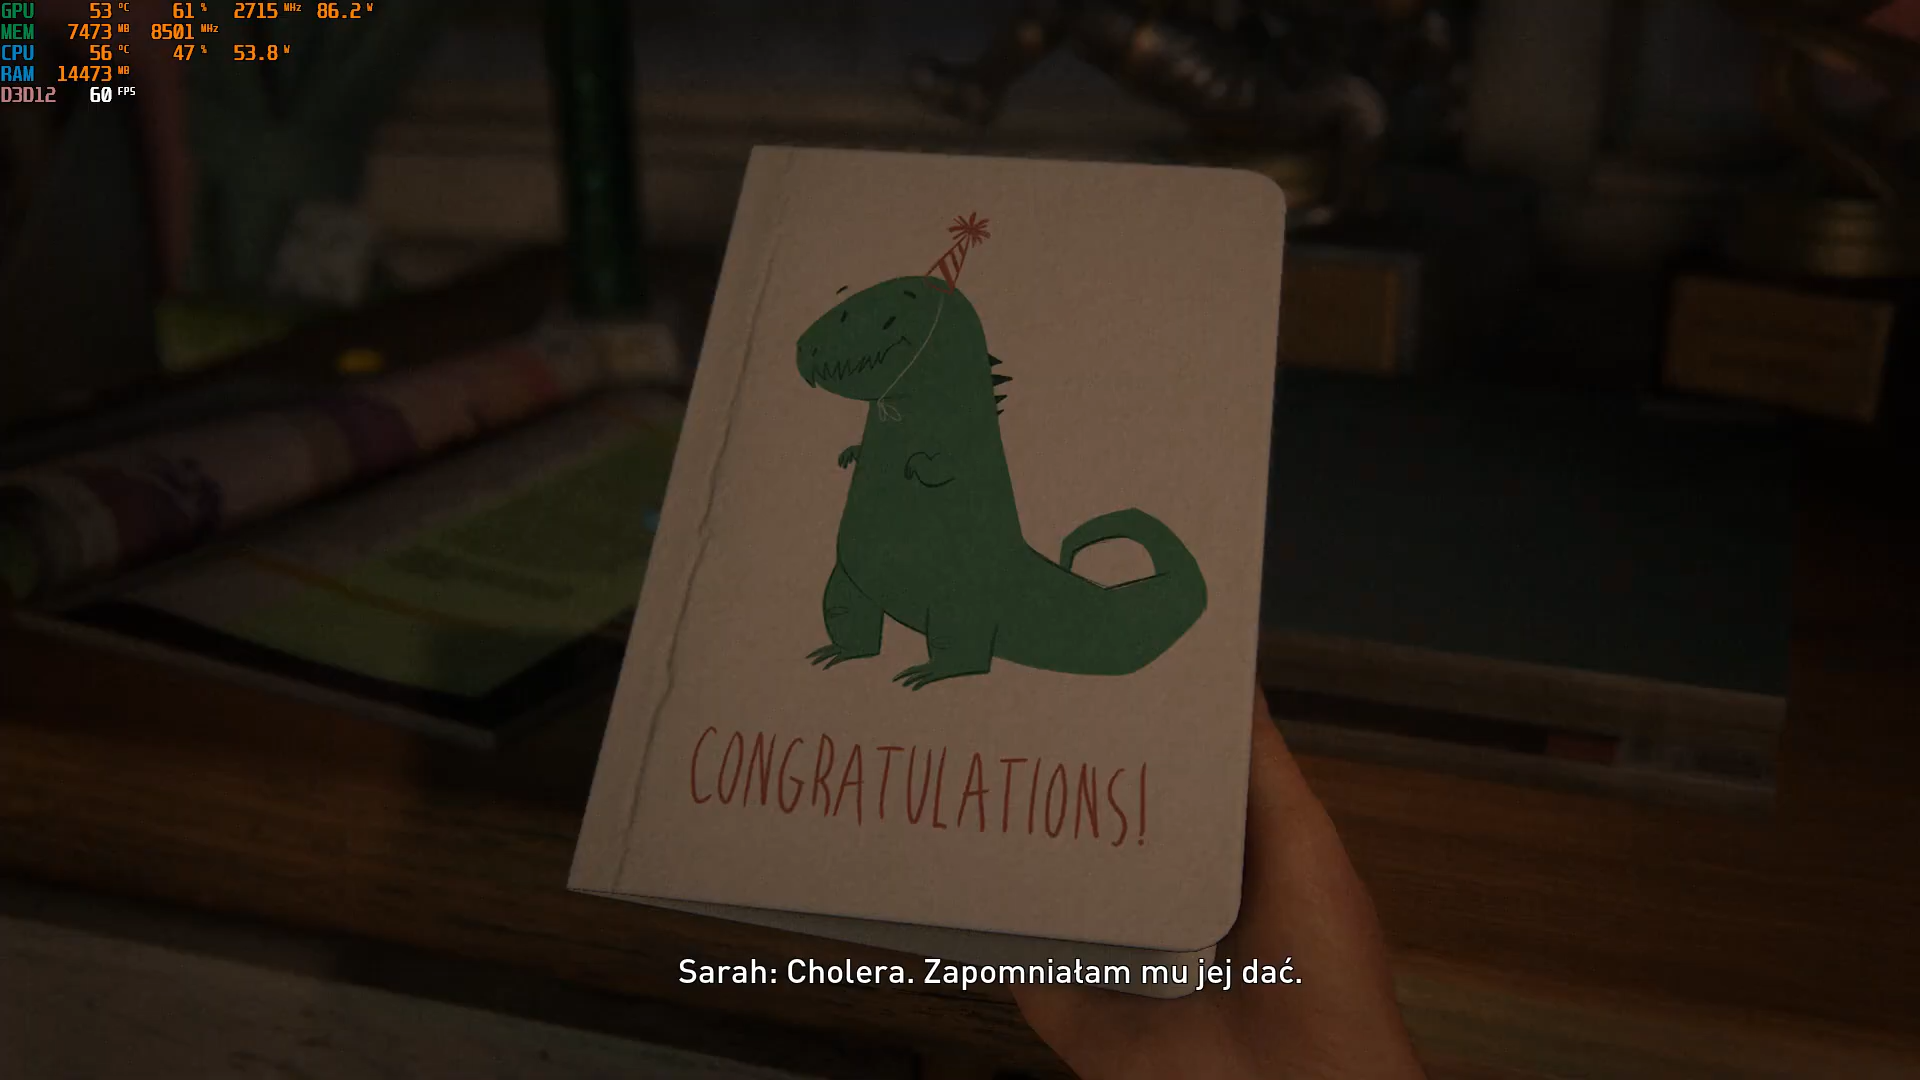 GPU 53 °C 61 % 2715 MHz 86.2 W
MEM 7473 MB 8501 MHz
CPU 56 °C 47 % 53.8 W
RAM 14473 MB
D3D12 60 FPS
CONGRATULATIONS!
Sarah: Cholera. Zapomniałam mu jej dać.